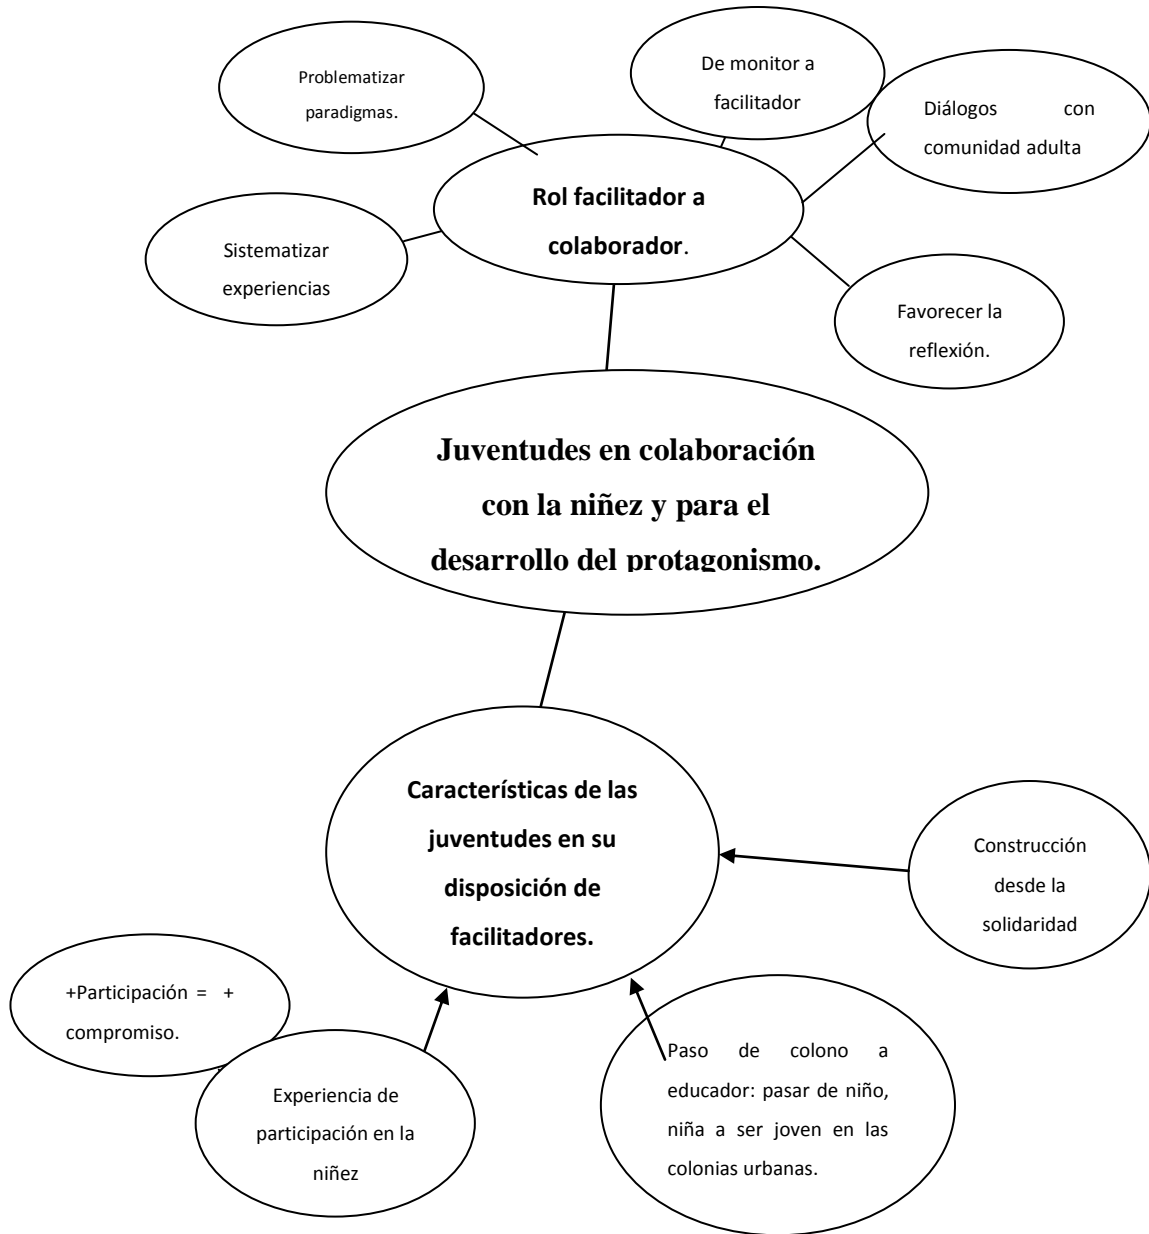 Problematizar
paradigmas.
De monitor a
facilitador
Diálogos con
comunidad adulta
Rol facilitador a
colaborador.
Sistematizar
experiencias
Favorecer la
reflexión.
Juventudes en colaboración
con la niñez y para el
desarrollo del protagonismo.
Características de las
juventudes en su
disposición de
facilitadores.
Construcción
desde la
solidaridad
+Participación = +
compromiso.
Experiencia de
participación en la
niñez
Paso de colono a
educador: pasar de niño,
niña a ser joven en las
colonias urbanas.